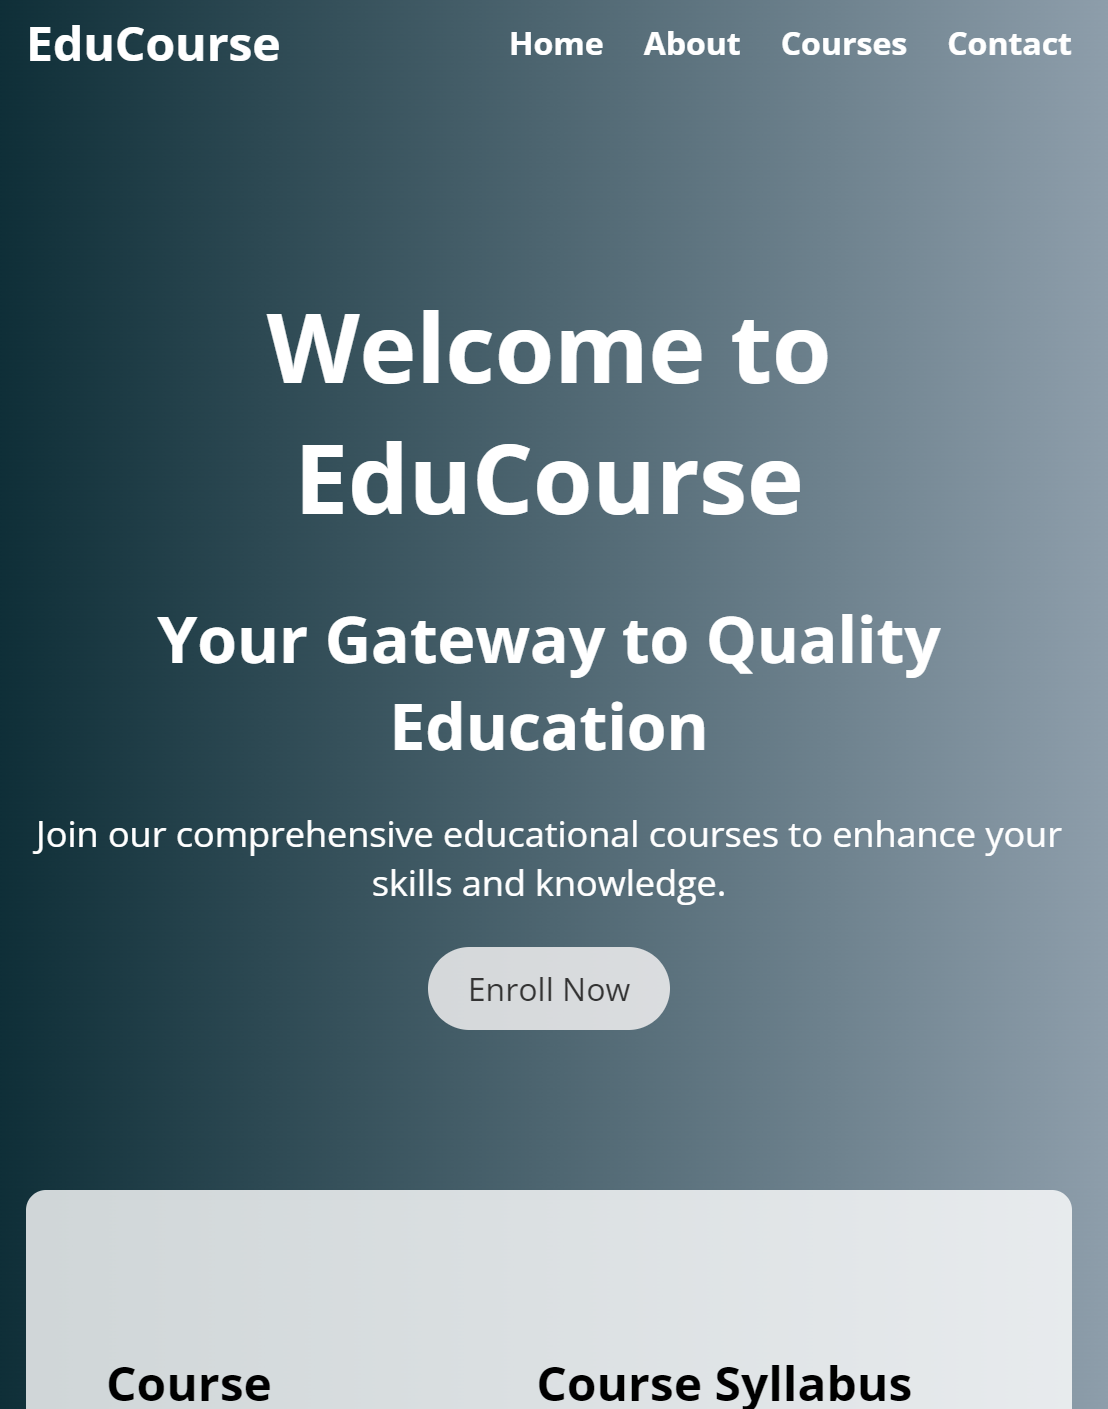 EduCourse
Home About Courses Contact
Welcome to
EduCourse
Your Gateway to Quality
Education
Join our comprehensive educational courses to enhance your
skills and knowledge.
Enroll Now
Course
Course Syllabus